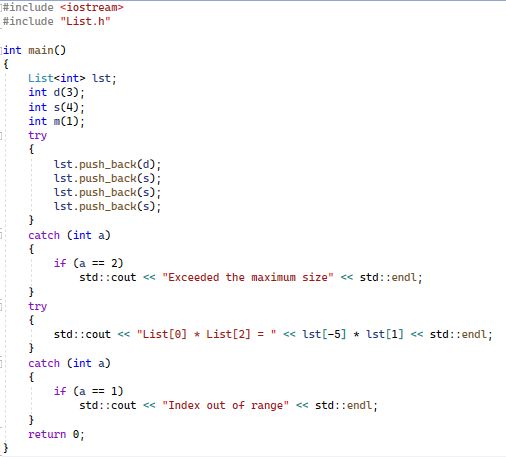 #include <iostream>
#include "List.h"
int main()
{
List<int> lst;
int d(3);
int s(4);
int m(1);
try
{
lst.push_back(d);
lst.push_back(s);
lst.push_back(s);
lst.push_back(s);
}
catch (int a)
{
if (a == 2)
std::cout << "Exceeded the maximum size" << std::endl;
}
try
{
std::cout << "List[0] * List[2] = " << lst[-5] * lst[1] << std::endl;
}
catch (int a)
{
if (a == 1)
std::cout << "Index out of range" << std::endl;
}
return 0;
}